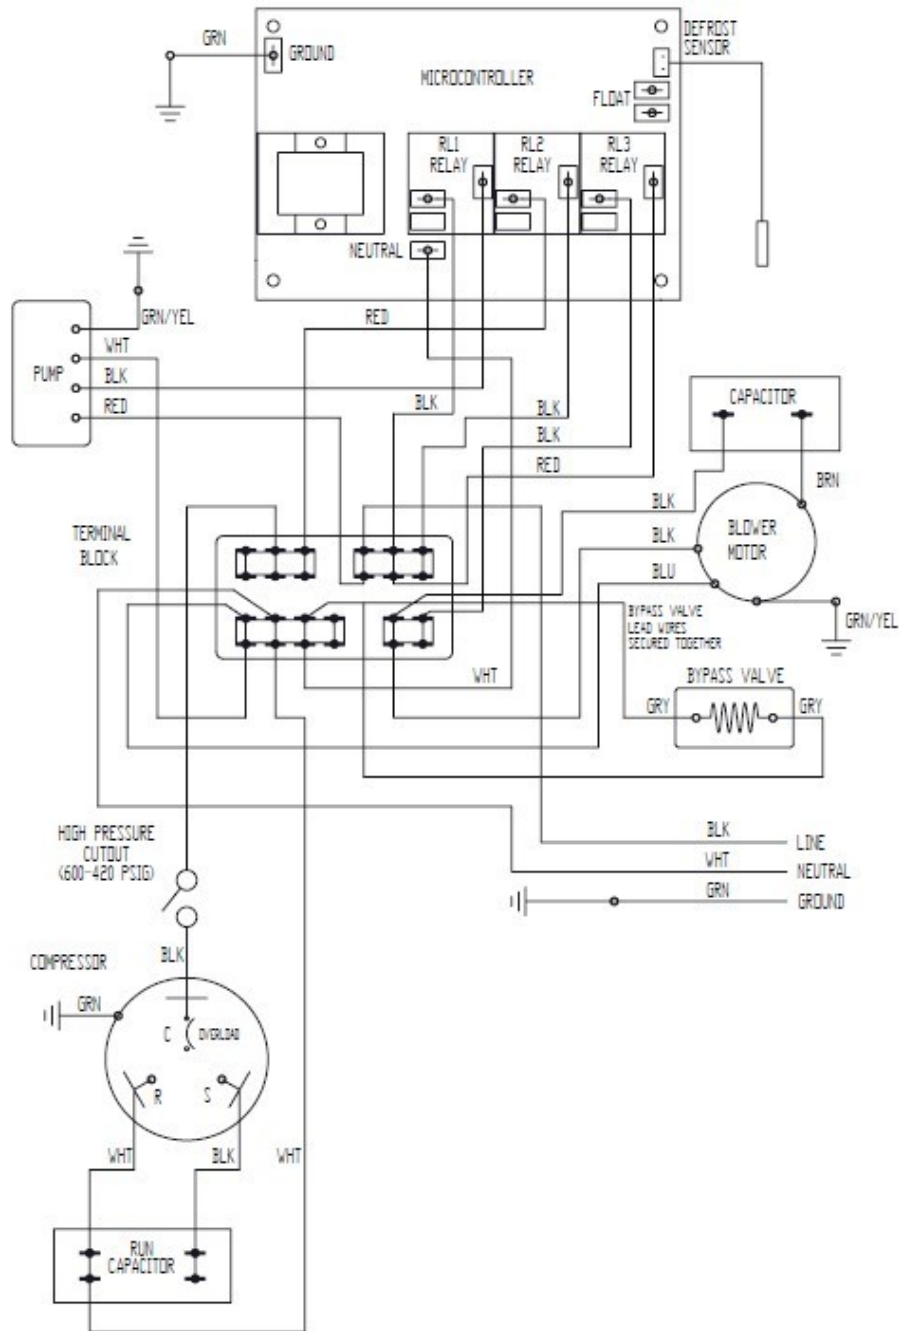 GRN
GROUND
DEFROST
SENSOR
MICROCONTROLLER
FLOAT
RL1
RELAY
RL2
RELAY
RL3
RELAY
NEUTRAL
GRN/YEL
RED
WHT
PUMP
BLK
RED
BLK
BLK
BLK
RED
CAPACITOR
BRN
BLK
TERMINAL
BLOCK
BLK
BLOWER
MOTOR
BLU
GRN/YEL
BYPASS VALVE
LEAD WIRES
SECURED TOGETHER
WHT
BYPASS VALVE
GRY
GRY
HIGH PRESSURE
CUTOUT
(600-420 PSIG)
BLK
LINE
WHT
NEUTRAL
GRN
GROUND
BLK
COMPRESSOR
GRN
C
OVERLOAD
R
S
WHT
BLK
WHT
RUN
CAPACITOR